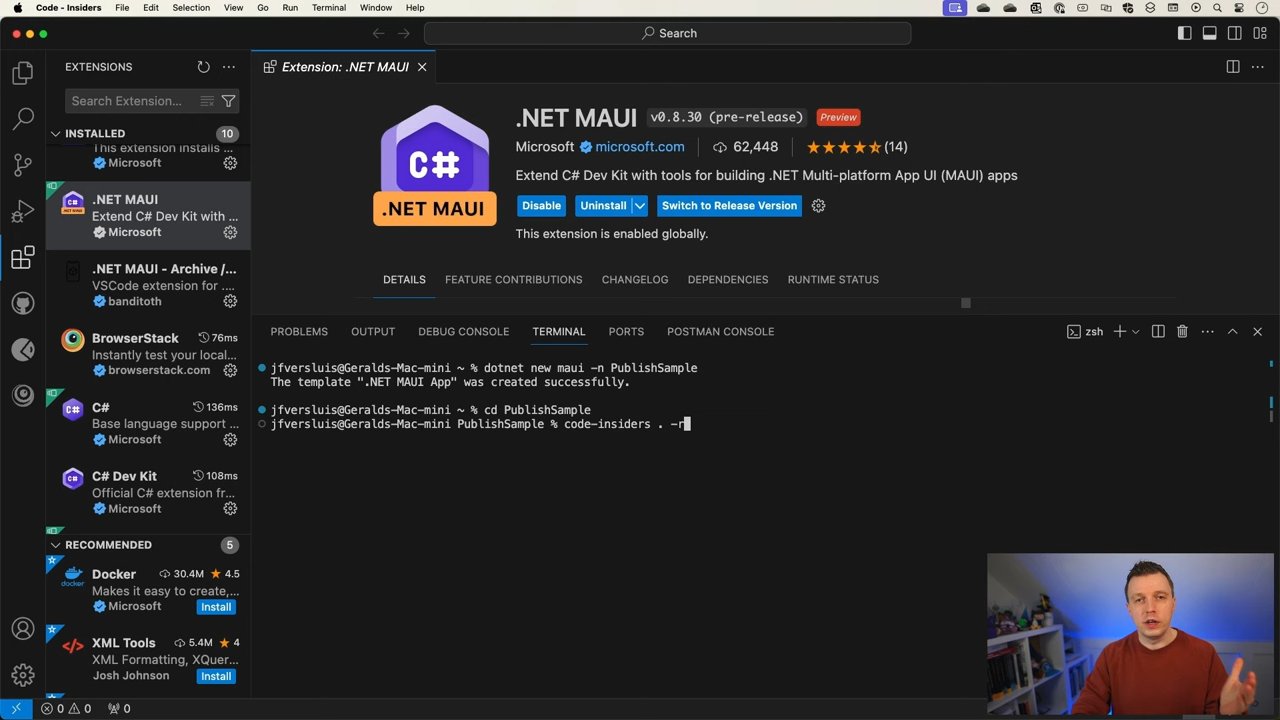 Code - Insiders File Edit Selection View Go Run Terminal Window Help
Search
EXTENSIONS
Extension: .NET MAUI
Search Extension...
INSTALLED 10
This extension installs ...
Microsoft
.NET MAUI
Extend C# Dev Kit with ...
Microsoft
.NET MAUI - Archive /...
VSCode extension for ....
banditoth
BrowserStack 76ms
Instantly test your local...
browserstack.com
C# 136ms
Base language support ...
Microsoft
C# Dev Kit 108ms
Official C# extension fr...
Microsoft
RECOMMENDED 5
Docker 30.4M 4.5
Makes it easy to create,...
Microsoft Install
XML Tools 5.4M 4
XML Formatting, XQuer...
Josh Johnson Install
C#
.NET MAUI
.NET MAUI v0.8.30 (pre-release) Preview
Microsoft microsoft.com 62,448 (14)
Extend C# Dev Kit with tools for building .NET Multi-platform App UI (MAUI) apps
Disable Uninstall Switch to Release Version
This extension is enabled globally.
DETAILS FEATURE CONTRIBUTIONS CHANGELOG DEPENDENCIES RUNTIME STATUS
PROBLEMS OUTPUT DEBUG CONSOLE TERMINAL PORTS POSTMAN CONSOLE zsh
jfversluis@Geralds-Mac-mini ~ % dotnet new maui -n PublishSample
The template ".NET MAUI App" was created successfully.
jfversluis@Geralds-Mac-mini ~ % cd PublishSample
jfversluis@Geralds-Mac-mini PublishSample % code-insiders . -r
0 0 0